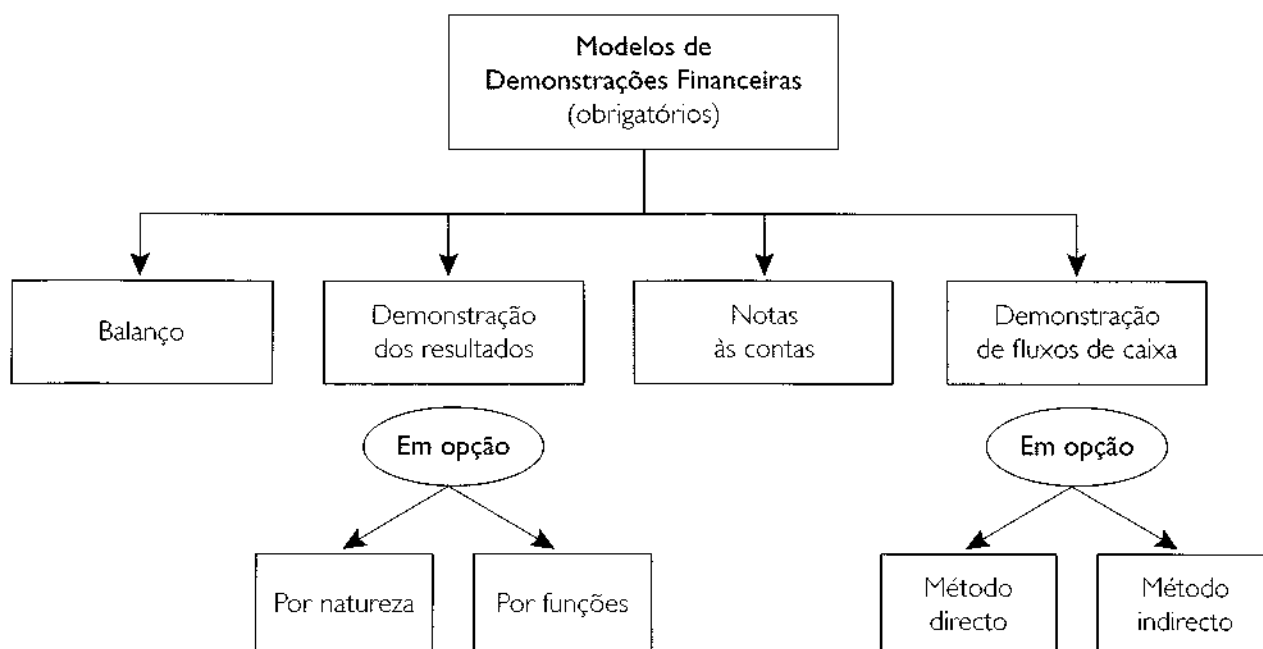 Modelos de
Demonstrações Financeiras
(obrigatórios)
Balanço
Demonstração
dos resultados
Notas
às contas
Demonstração
de fluxos de caixa
Em opção
Em opção
Por natureza
Por funções
Método
directo
Método
indirecto